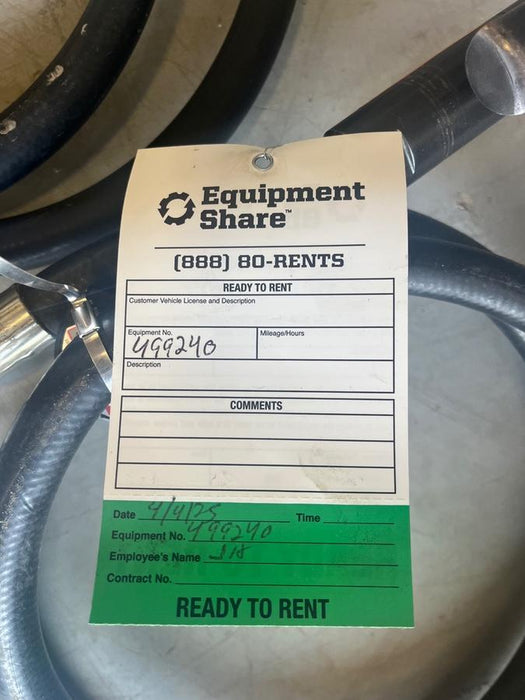 Equipment
Share™
(888) 80-RENTS
READY TO RENT
Customer Vehicle License and Description
Equipment No. Mileage/Hours
499240
Description
COMMENTS
Date 4/4/25 Time
Equipment No. 499240
Employee's Name
Contract No.
READY TO RENT